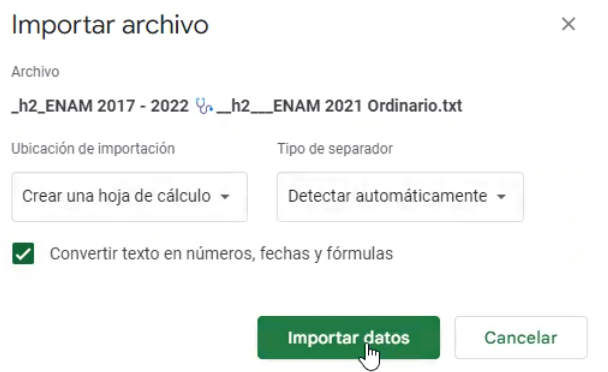 Importar archivo
Archivo
_h2_ENAM 2017 - 2022 🩺__h2___ENAM 2021 Ordinario.txt
Ubicación de importación Tipo de separador
Crear una hoja de cálculo Detectar automáticamente
Convertir texto en números, fechas y fórmulas
Importar datos Cancelar